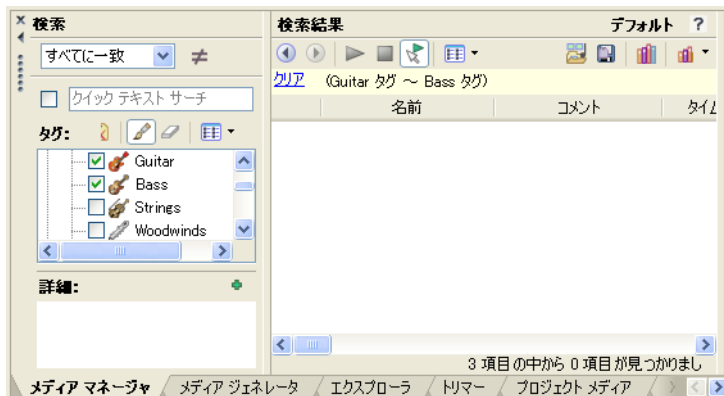 検索
すべてに一致
クイック テキスト サーチ
タグ:
Guitar
Bass
Strings
Woodwinds
詳細:
検索結果
デフォルト ?
クリア (Guitar タグ ～ Bass タグ)
名前 コメント タイム
3 項目の中から 0 項目が見つかりまし
メディア マネージャ メディア ジェネレータ エクスプローラ トリマー プロジェクト メディア